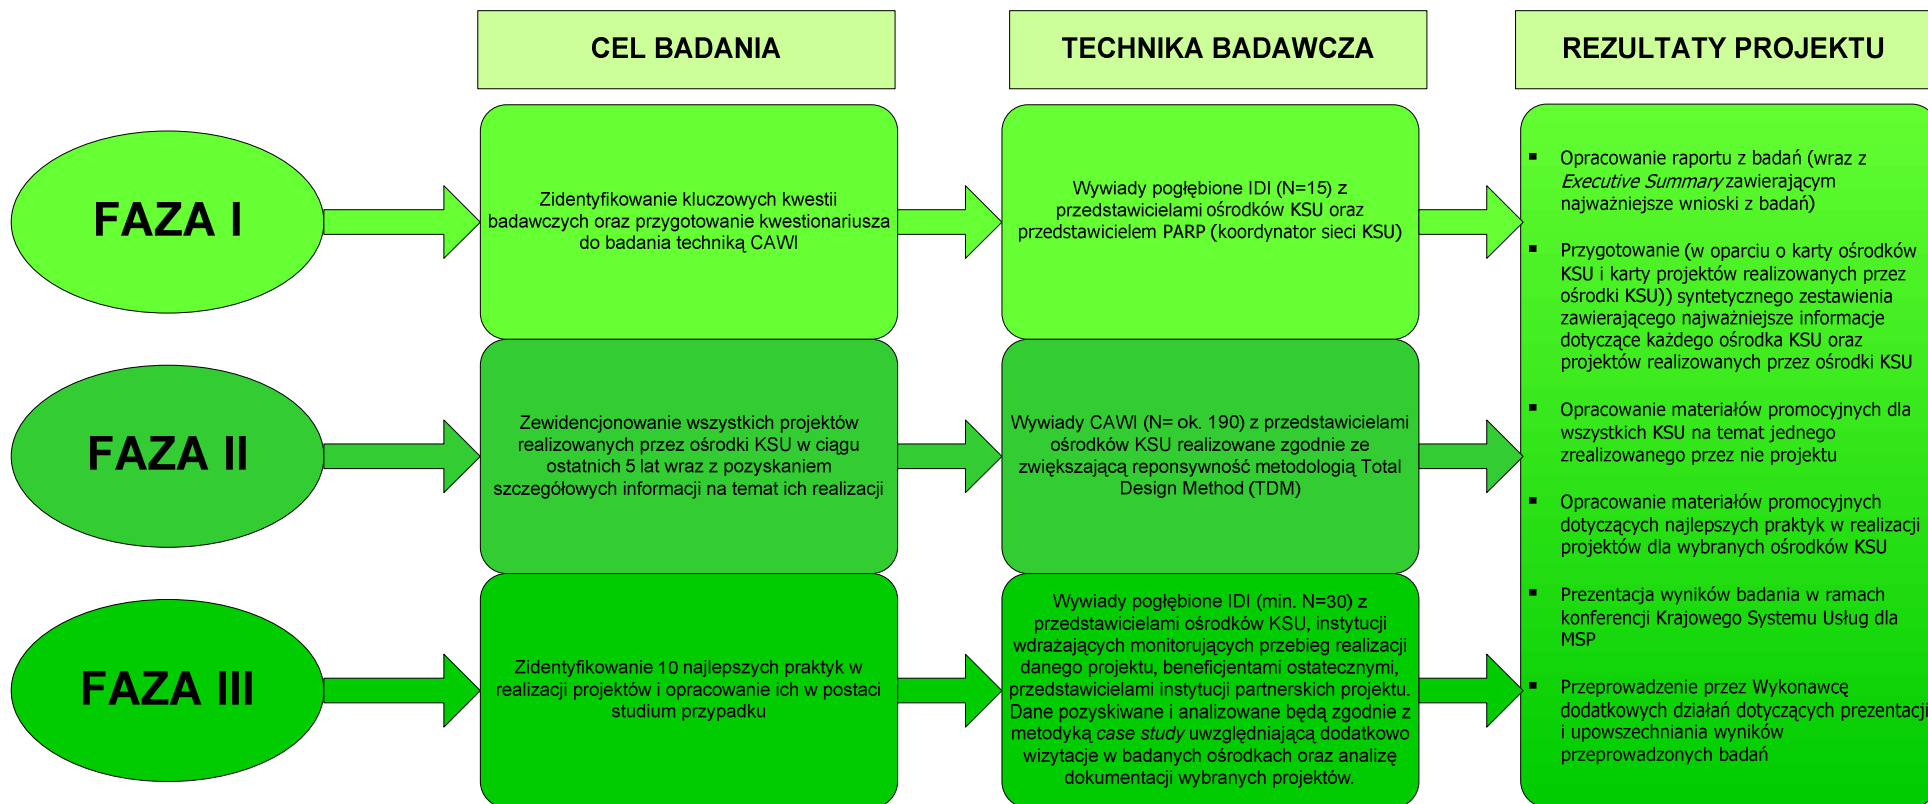 CEL BADANIA
TECHNIKA BADAWCZA
REZULTATY PROJEKTU
FAZA I
Zidentyfikowanie kluczowych kwestii
badawczych oraz przygotowanie kwestionariusza
do badania techniką CAWI
Wywiady pogłębione IDI (N=15) z
przedstawicielami ośrodków KSU oraz
przedstawicielem PARP (koordynator sieci KSU)
FAZA II
Zewidencjonowanie wszystkich projektów
realizowanych przez ośrodki KSU w ciągu
ostatnich 5 lat wraz z pozyskaniem
szczegółowych informacji na temat ich realizacji
Wywiady CAWI (N= ok. 190) z przedstawicielami
ośrodków KSU realizowane zgodnie ze
zwiększającą reponsywność metodologią Total
Design Method (TDM)
FAZA III
Zidentyfikowanie 10 najlepszych praktyk w
realizacji projektów i opracowanie ich w postaci
studium przypadku
Wywiady pogłębione IDI (min. N=30) z
przedstawicielami ośrodków KSU, instytucji
wdrażających monitorujących przebieg realizacji
danego projektu, beneficjentami ostatecznymi,
przedstawicielami instytucji partnerskich projektu.
Dane pozyskiwane i analizowane będą zgodnie z
metodyką case study uwzględniającą dodatkowo
wizytacje w badanych ośrodkach oraz analizę
dokumentacji wybranych projektów.
▪ Opracowanie raportu z badań (wraz z
Executive Summary zawierającym
najważniejsze wnioski z badań)
▪ Przygotowanie (w oparciu o karty ośrodków
KSU i karty projektów realizowanych przez
ośrodki KSU)) syntetycznego zestawienia
zawierającego najważniejsze informacje
dotyczące każdego ośrodka KSU oraz
projektów realizowanych przez ośrodki KSU
▪ Opracowanie materiałów promocyjnych dla
wszystkich KSU na temat jednego
zrealizowanego przez nie projektu
▪ Opracowanie materiałów promocyjnych
dotyczących najlepszych praktyk w realizacji
projektów dla wybranych ośrodków KSU
▪ Prezentacja wyników badania w ramach
konferencji Krajowego Systemu Usług dla
MSP
▪ Przeprowadzenie przez Wykonawcę
dodatkowych działań dotyczących prezentacji
i upowszechniania wyników
przeprowadzonych badań